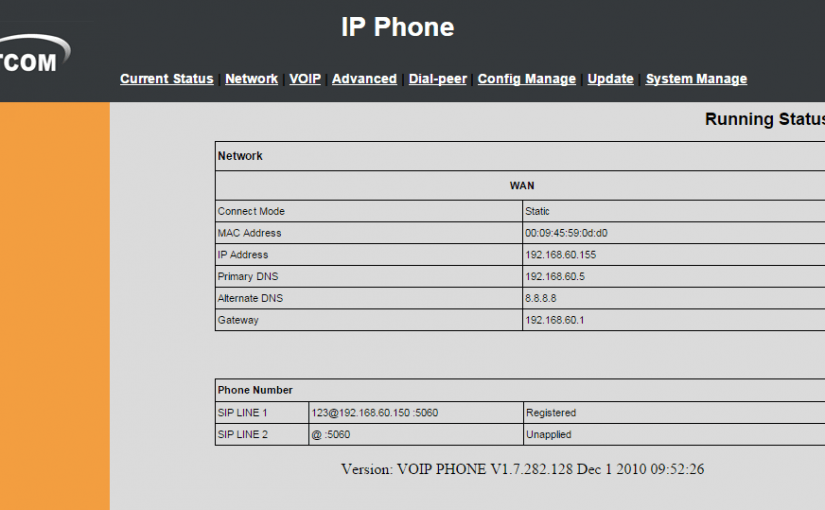 IP Phone
TCOM
Current Status | Network | VOIP | Advanced | Dial-peer | Config Manage | Update | System Manage
Running Status
Network
WAN
Connect Mode Static
MAC Address 00:09:45:59:0d:d0
IP Address 192.168.60.155
Primary DNS 192.168.60.5
Alternate DNS 8.8.8.8
Gateway 192.168.60.1
Phone Number
SIP LINE 1 123@192.168.60.150 :5060 Registered
SIP LINE 2 @ :5060 Unapplied
Version: VOIP PHONE V1.7.282.128 Dec 1 2010 09:52:26